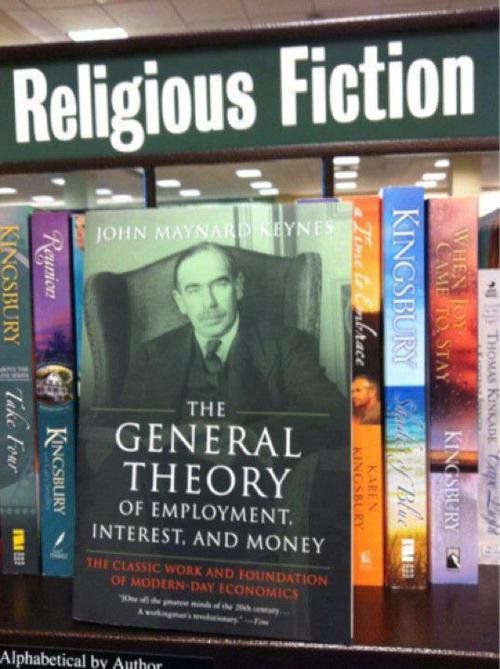 Religious Fiction
KINGSBURY
Take Four
Reunion
KINGSBURY
JOHN MAYNARD KEYNES
THE
GENERAL
THEORY
OF EMPLOYMENT,
INTEREST, AND MONEY
THE CLASSIC WORK AND FOUNDATION
OF MODERN-DAY ECONOMICS
"[One of] the greatest minds of the 20th century...
A workingman's revolutionary." —Time
a Time to Embrace
KAREN
KINGSBURY
KINGSBURY
Shades of Blue
WHEN JOY
CAME TO STAY
KINGSBURY
THOMAS KINKADE
Alphabetical by Author